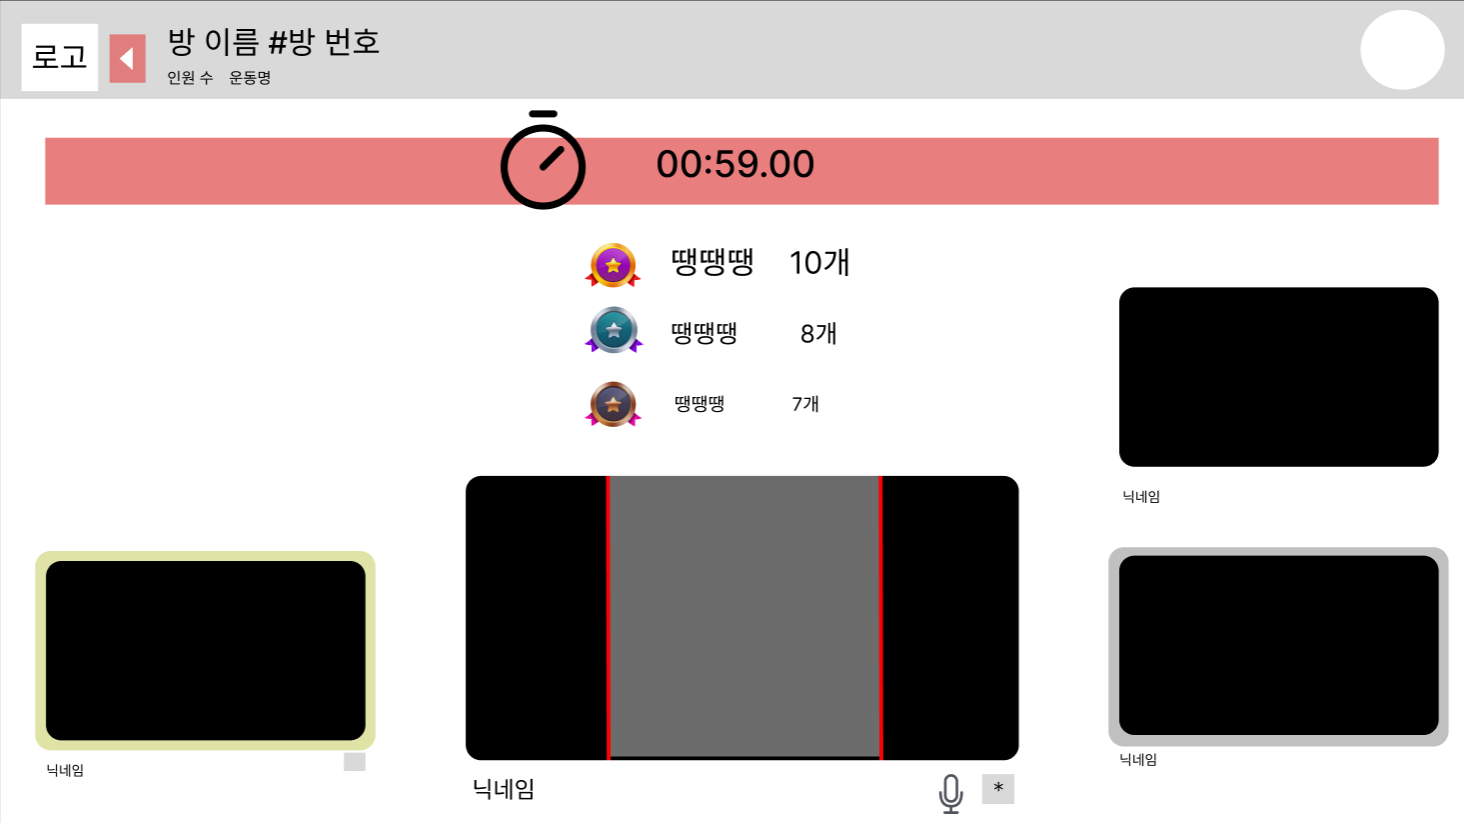 로고
방 이름 #방 번호
인원 수 운동명
00:59.00
땡땡땡 10개
땡땡땡 8개
땡땡땡 7개
닉네임
닉네임
닉네임
닉네임 *